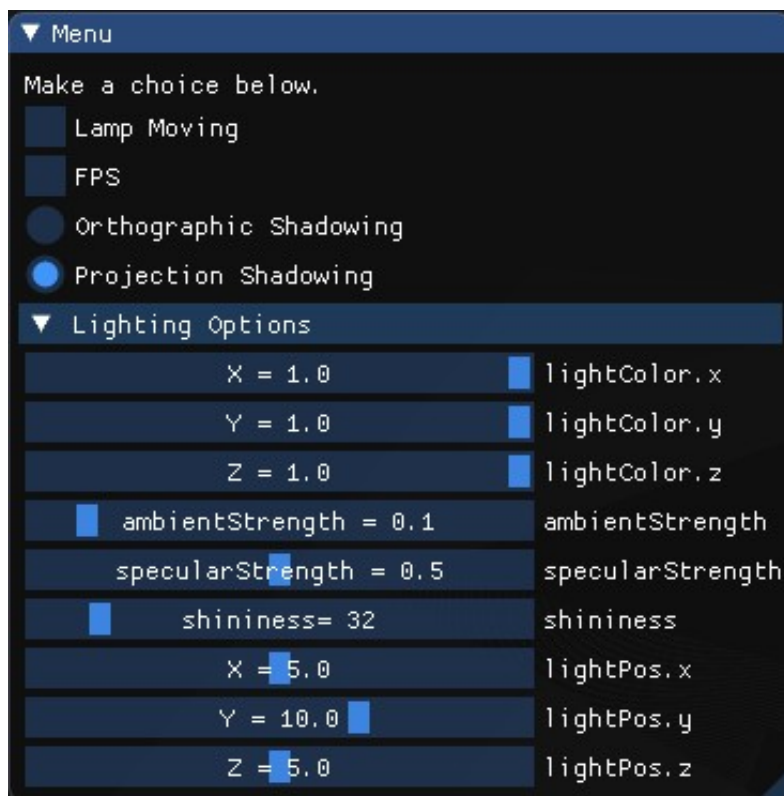 Menu
Make a choice below.
Lamp Moving
FPS
Orthographic Shadowing
Projection Shadowing
Lighting Options
X = 1.0 lightColor.x
Y = 1.0 lightColor.y
Z = 1.0 lightColor.z
ambientStrength = 0.1 ambientStrength
specularStrength = 0.5 specularStrength
shininess= 32 shininess
X = 5.0 lightPos.x
Y = 10.0 lightPos.y
Z = 5.0 lightPos.z